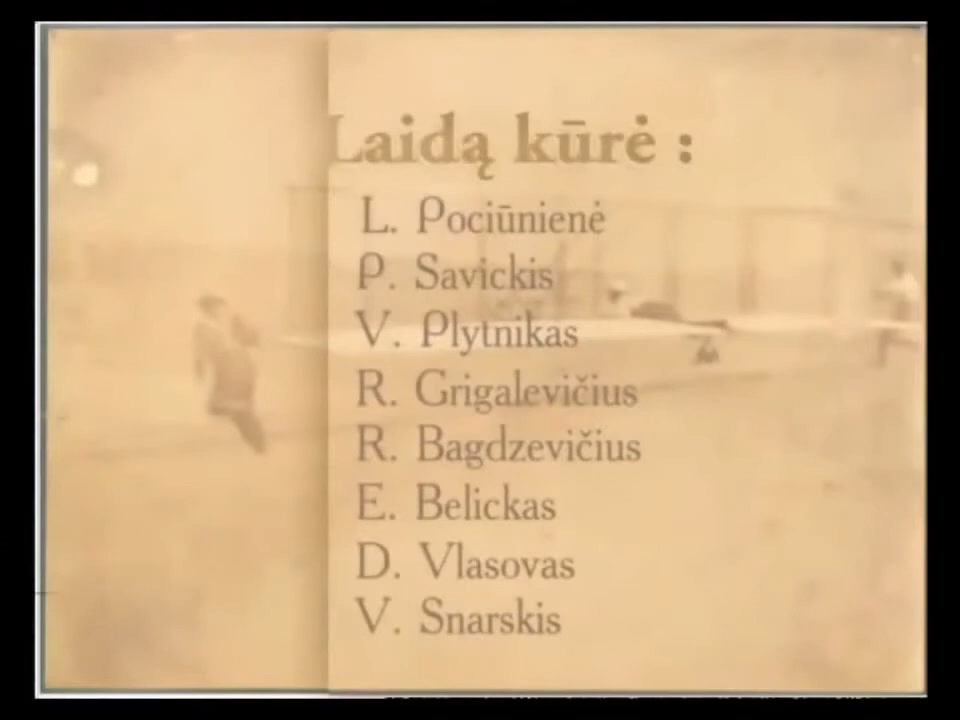 Laidą kūrė :
L. Pociūnienė
P. Savickis
V. Plytnikas
R. Grigalevičius
R. Bagdzevičius
E. Belickas
D. Vlasovas
V. Snarskis